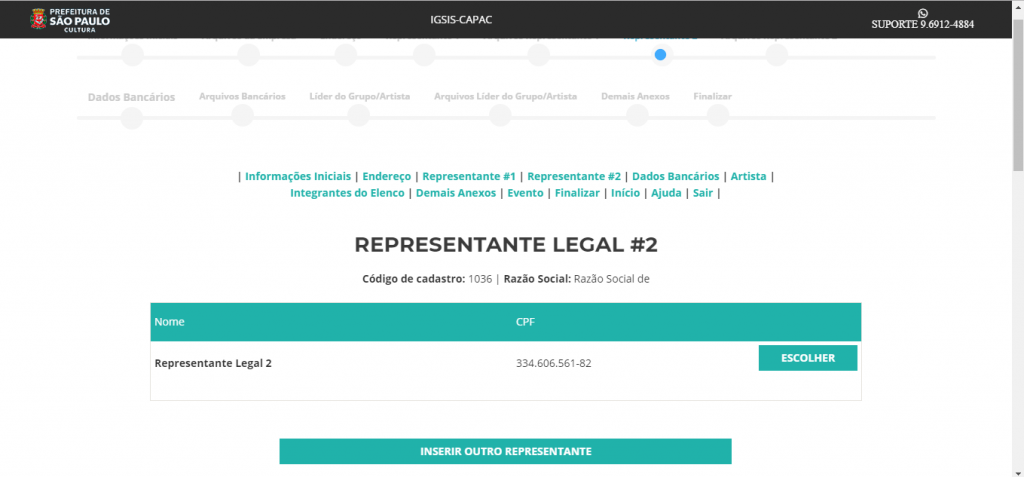 PREFEITURA DE
SÃO PAULO
CULTURA
IGSIS-CAPAC
SUPORTE 9.6912-4884
Dados Bancários Arquivos Bancários Líder do Grupo/Artista Arquivos Líder do Grupo/Artista Demais Anexos Finalizar
| Informações Iniciais | Endereço | Representante #1 | Representante #2 | Dados Bancários | Artista |
Integrantes do Elenco | Demais Anexos | Evento | Finalizar | Início | Ajuda | Sair |
REPRESENTANTE LEGAL #2
Código de cadastro: 1036 | Razão Social: Razão Social de
Nome CPF
Representante Legal 2 334.606.561-82 ESCOLHER
INSERIR OUTRO REPRESENTANTE